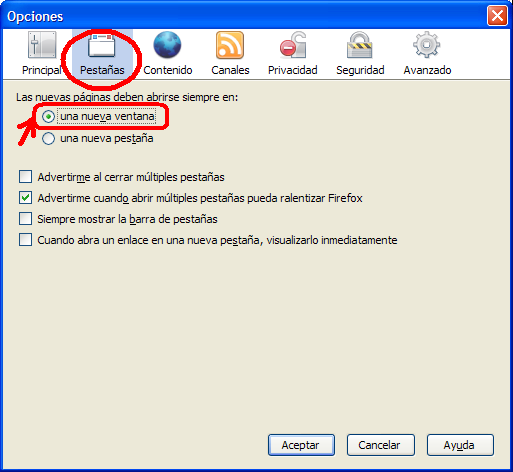 Opciones
Principal Pestañas Contenido Canales Privacidad Seguridad Avanzado
Las nuevas páginas deben abrirse siempre en:
una nueva ventana
una nueva pestaña
Advertirme al cerrar múltiples pestañas
Advertirme cuando abrir múltiples pestañas pueda ralentizar Firefox
Siempre mostrar la barra de pestañas
Cuando abra un enlace en una nueva pestaña, visualizarlo inmediatamente
Aceptar Cancelar Ayuda